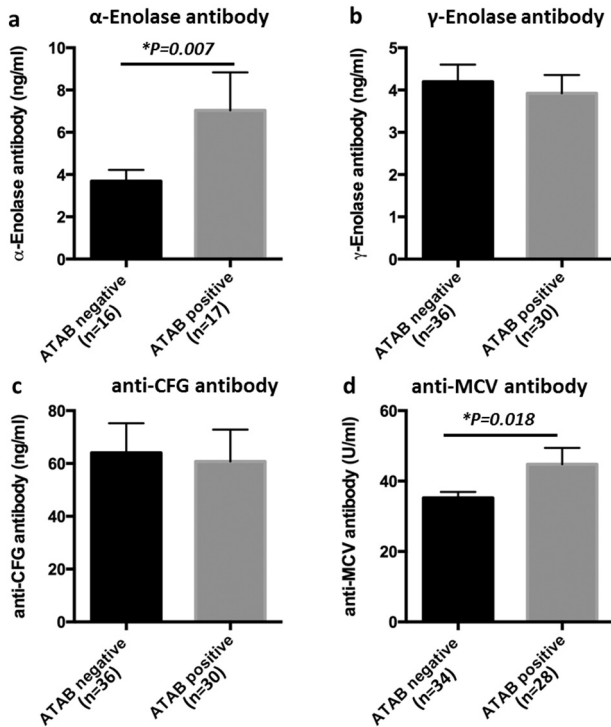 a
α-Enolase antibody
*P=0.007
α-Enolase antibody (ng/ml)
10
8
6
4
2
0
ATAB negative
(n=16)
ATAB positive
(n=17)
b
γ-Enolase antibody
γ-Enolase antibody (ng/ml)
5
4
3
2
1
0
ATAB negative
(n=36)
ATAB positive
(n=30)
c
anti-CFG antibody
anti-CFG antibody (ng/ml)
80
60
40
20
0
ATAB negative
(n=36)
ATAB positive
(n=30)
d
anti-MCV antibody
*P=0.018
anti-MCV antibody (U/ml)
60
40
20
0
ATAB negative
(n=34)
ATAB positive
(n=28)